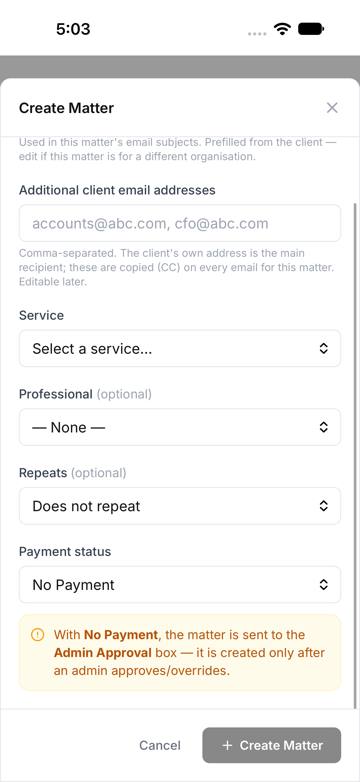 5:03
Create Matter
Used in this matter's email subjects. Prefilled from the client —
edit if this matter is for a different organisation.
Additional client email addresses
accounts@abc.com, cfo@abc.com
Comma-separated. The client's own address is the main
recipient; these are copied (CC) on every email for this matter.
Editable later.
Service
Select a service...
Professional (optional)
— None —
Repeats (optional)
Does not repeat
Payment status
No Payment
With No Payment, the matter is sent to the
Admin Approval box — it is created only after
an admin approves/overrides.
Cancel
+ Create Matter